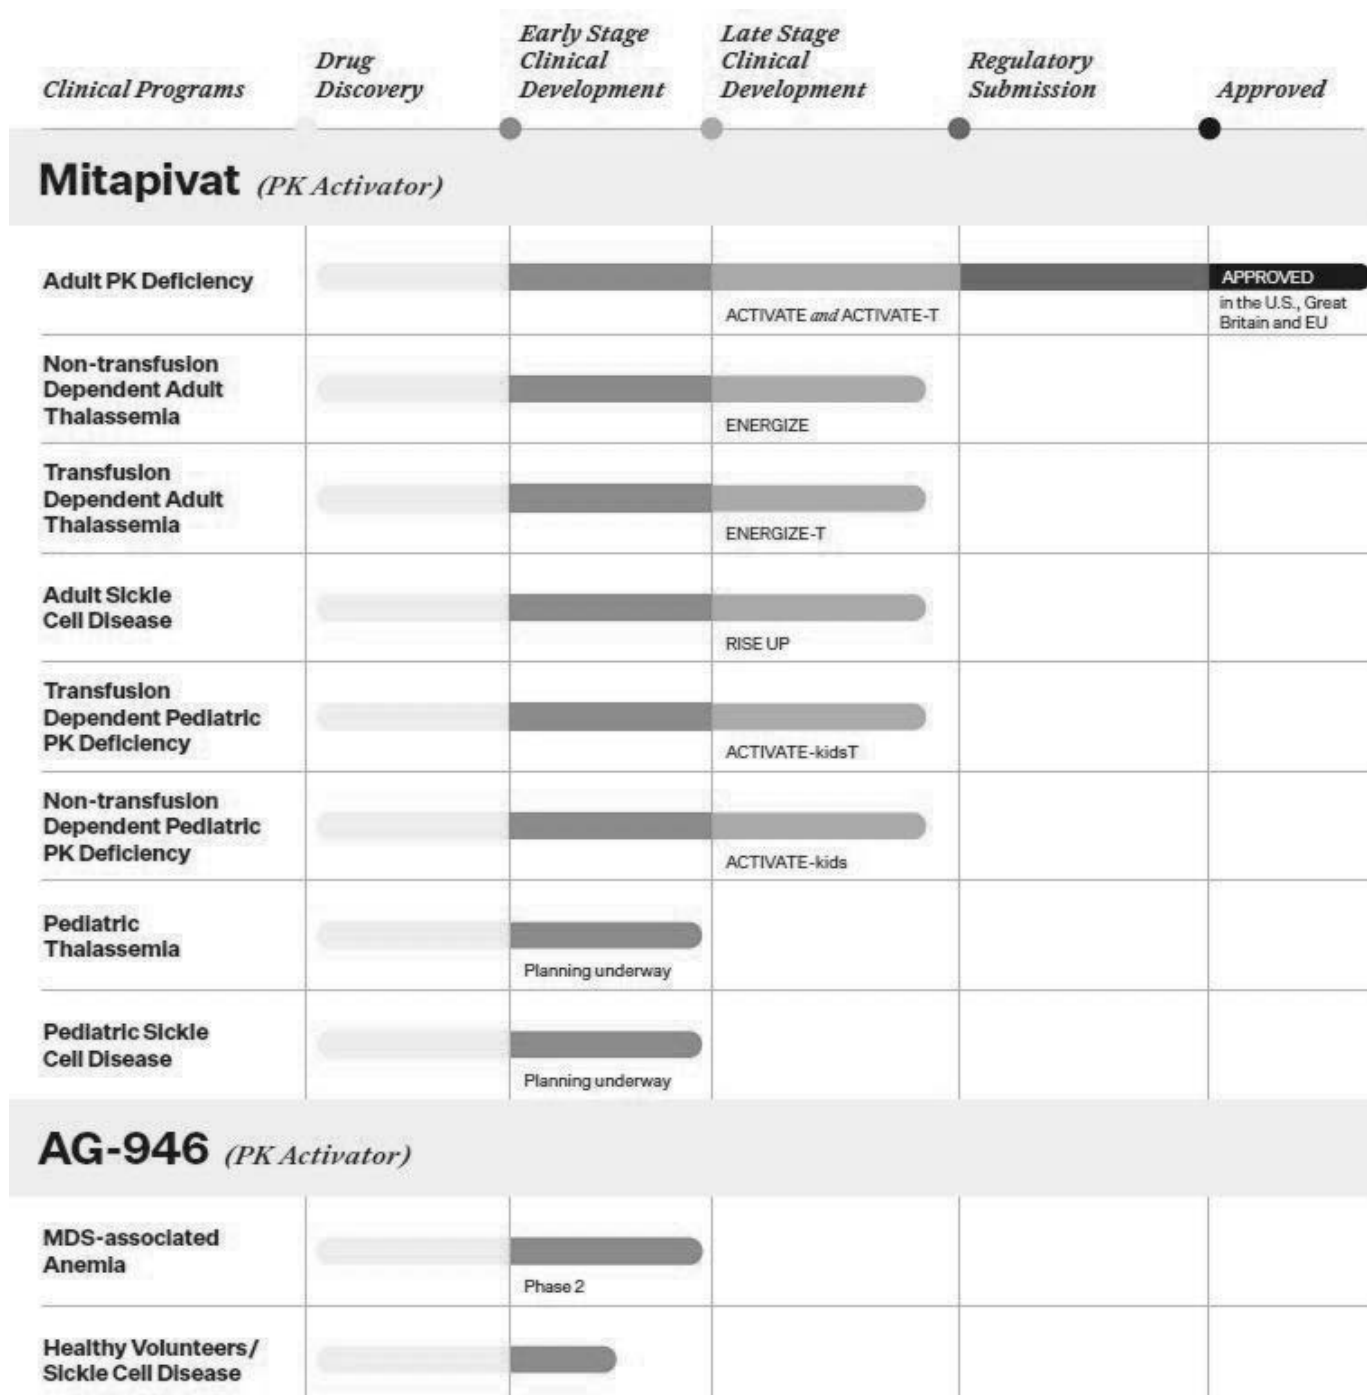 Clinical Programs
Drug
Discovery
Early Stage
Clinical
Development
Late Stage
Clinical
Development
Regulatory
Submission
Approved
Mitapivat (PK Activator)
Adult PK Deficiency
APPROVED
in the U.S., Great
Britain and EU
ACTIVATE and ACTIVATE-T
Non-transfusion
Dependent Adult
Thalassemia
ENERGIZE
Transfusion
Dependent Adult
Thalassemia
ENERGIZE-T
Adult Sickle
Cell Disease
RISE UP
Transfusion
Dependent Pediatric
PK Deficiency
ACTIVATE-kidsT
Non-transfusion
Dependent Pediatric
PK Deficiency
ACTIVATE-kids
Pediatric
Thalassemia
Planning underway
Pediatric Sickle
Cell Disease
Planning underway
AG-946 (PK Activator)
MDS-associated
Anemia
Phase 2
Healthy Volunteers/
Sickle Cell Disease